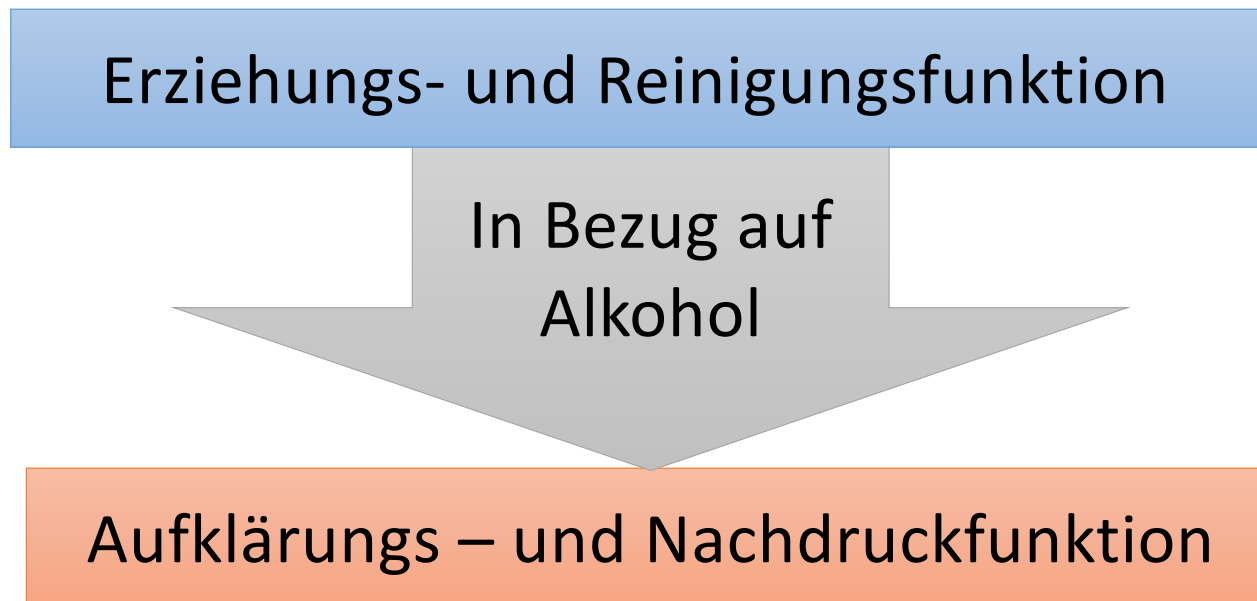 Erziehungs- und Reinigungsfunktion
In Bezug auf
Alkohol
Aufklärungs – und Nachdruckfunktion